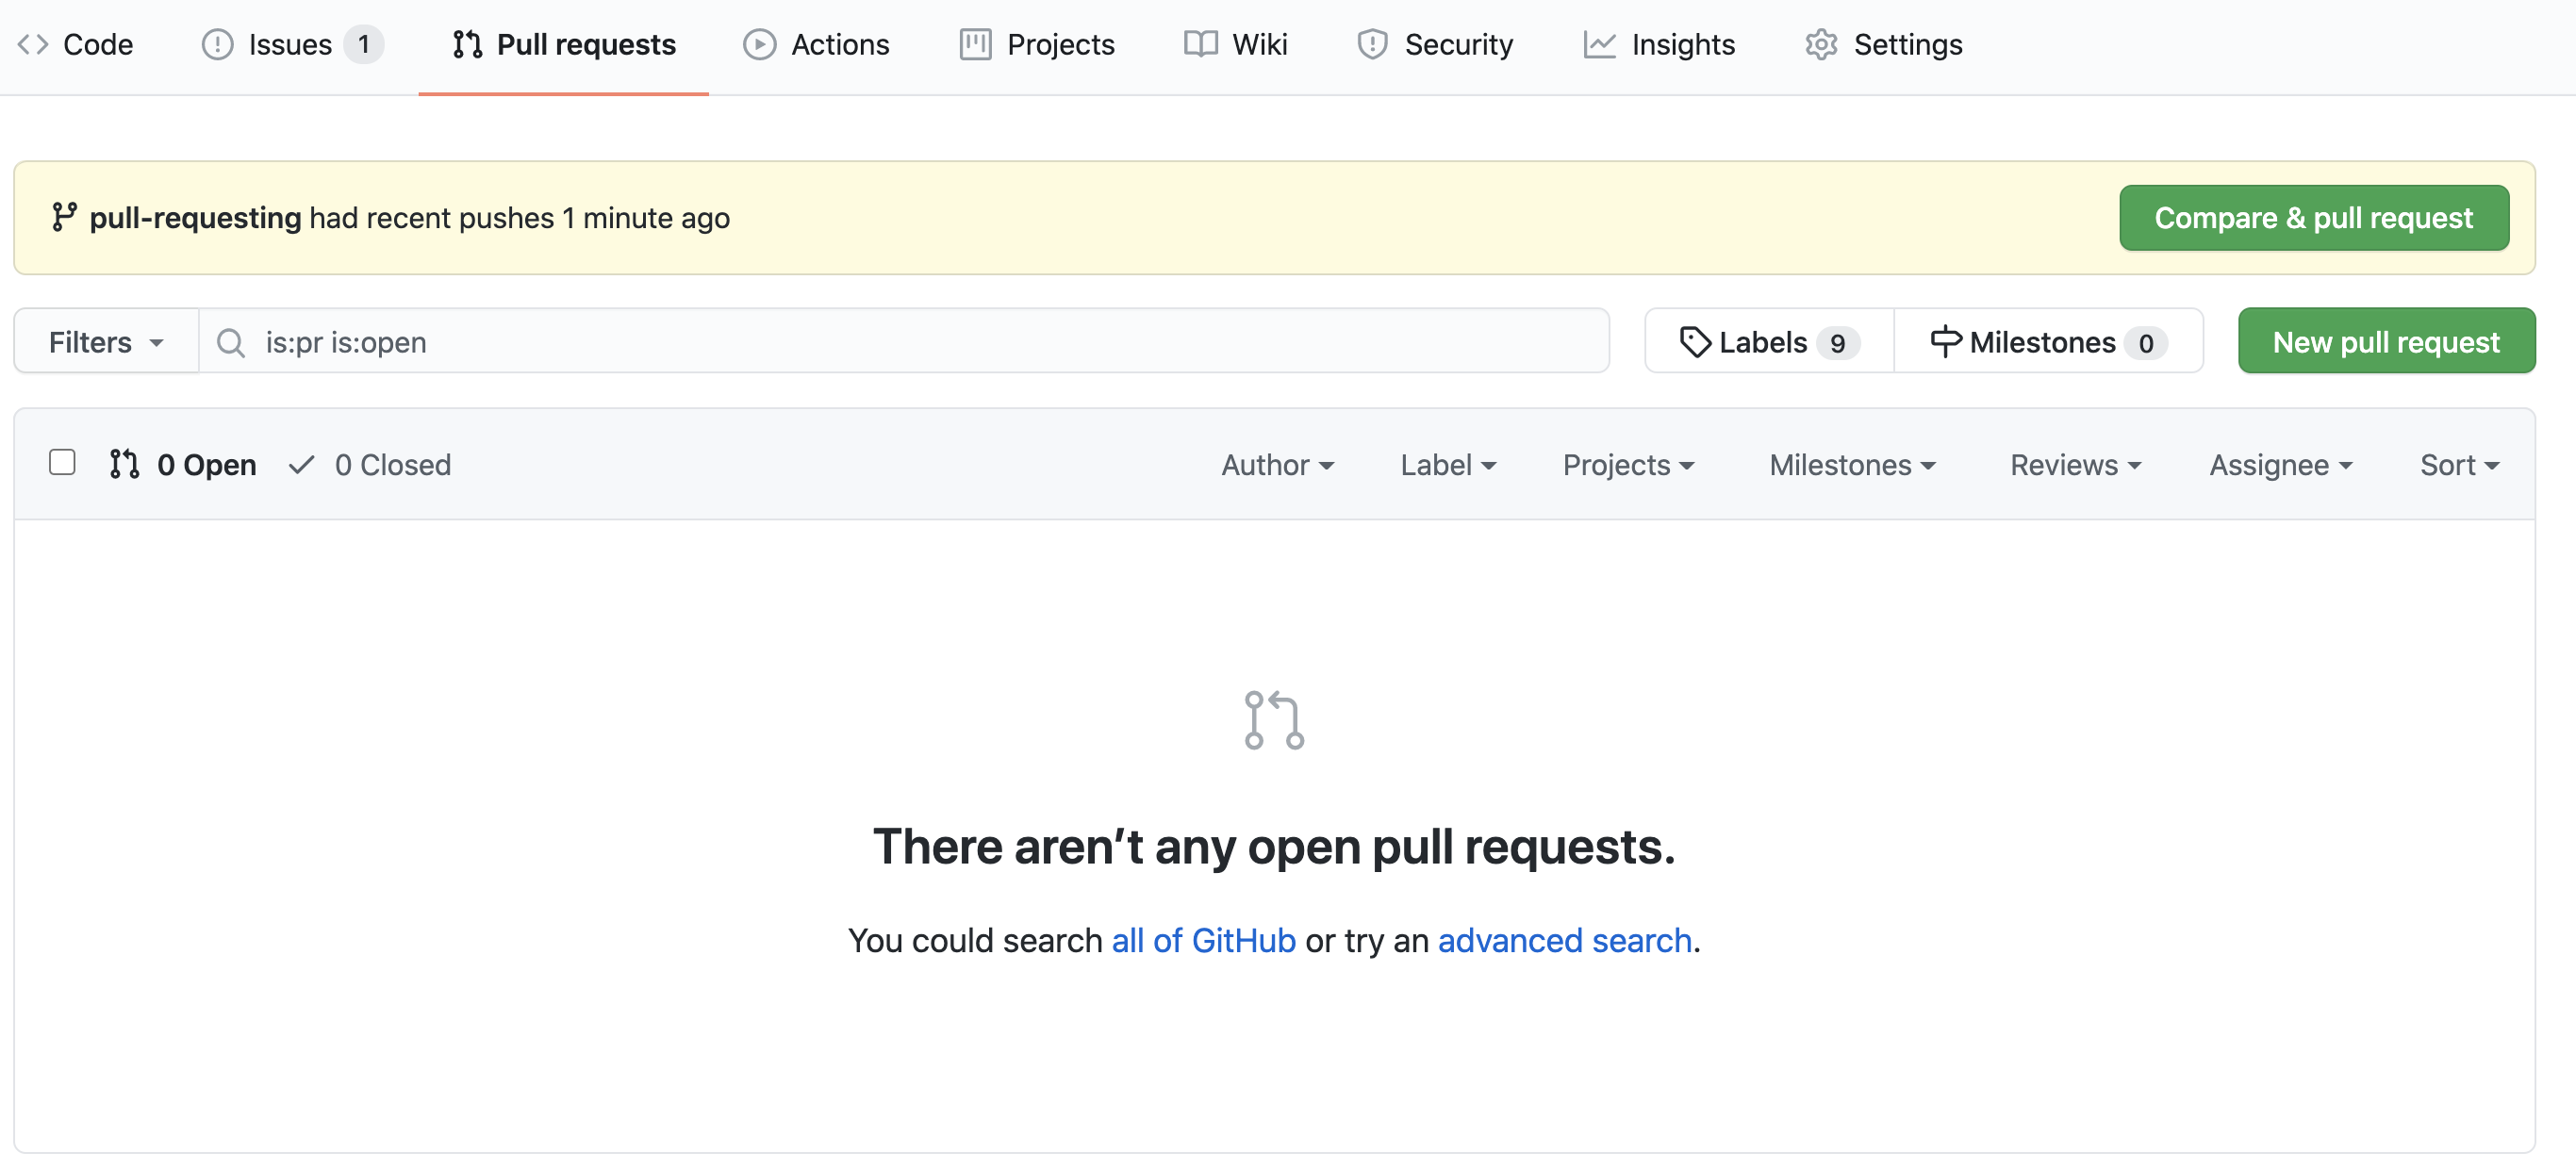 Code Issues 1 Pull requests Actions Projects Wiki Security Insights Settings
pull-requesting had recent pushes 1 minute ago Compare & pull request
Filters is:pr is:open Labels 9 Milestones 0 New pull request
0 Open 0 Closed Author Label Projects Milestones Reviews Assignee Sort
There aren’t any open pull requests.
You could search all of GitHub or try an advanced search.